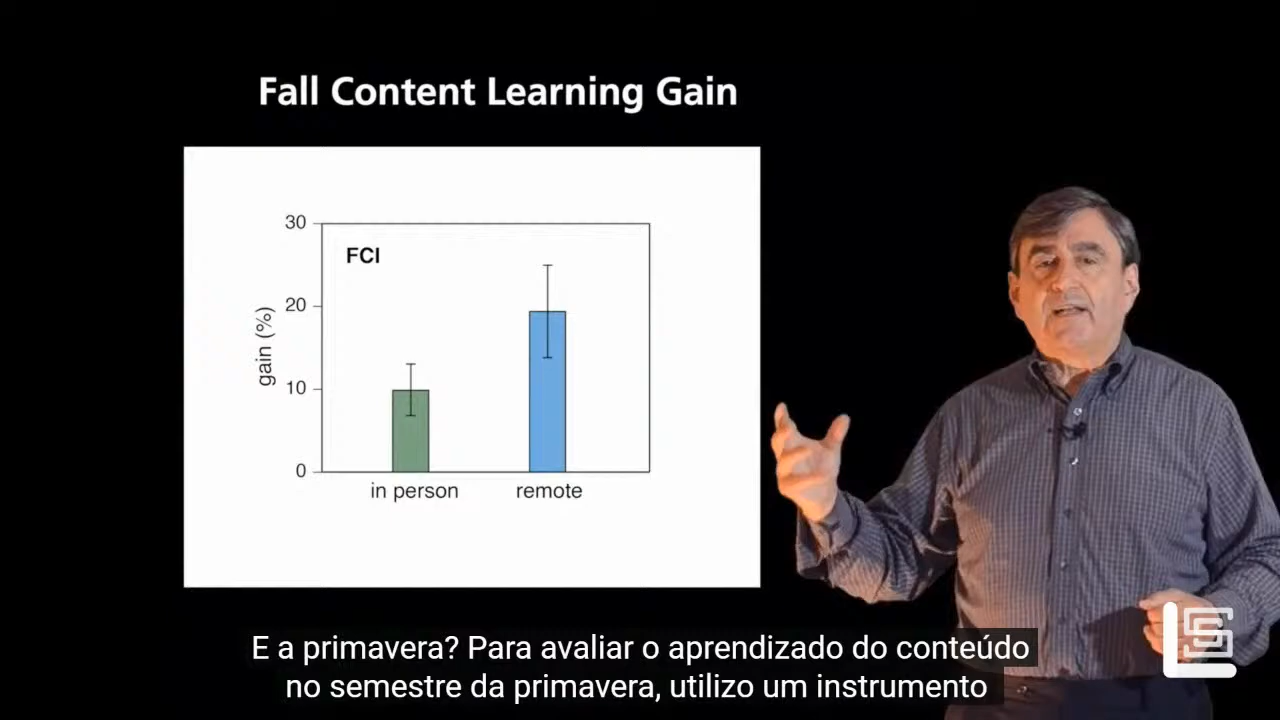 Fall Content Learning Gain
30
FCI
20
gain (%)
10
0
in person remote
E a primavera? Para avaliar o aprendizado do conteúdo
no semestre da primavera, utilizo um instrumento